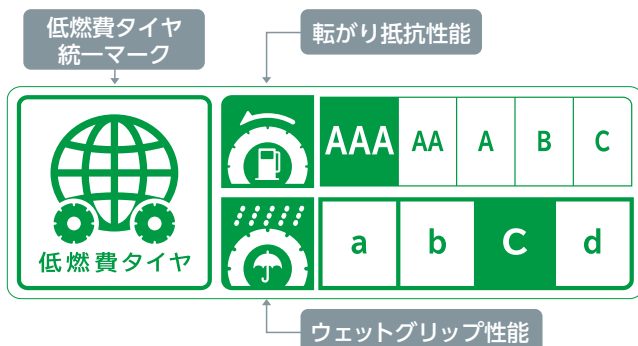 低燃費タイヤ
統一マーク
転がり抵抗性能
AAA AA A B C
低燃費タイヤ
a b c d
ウェットグリップ性能